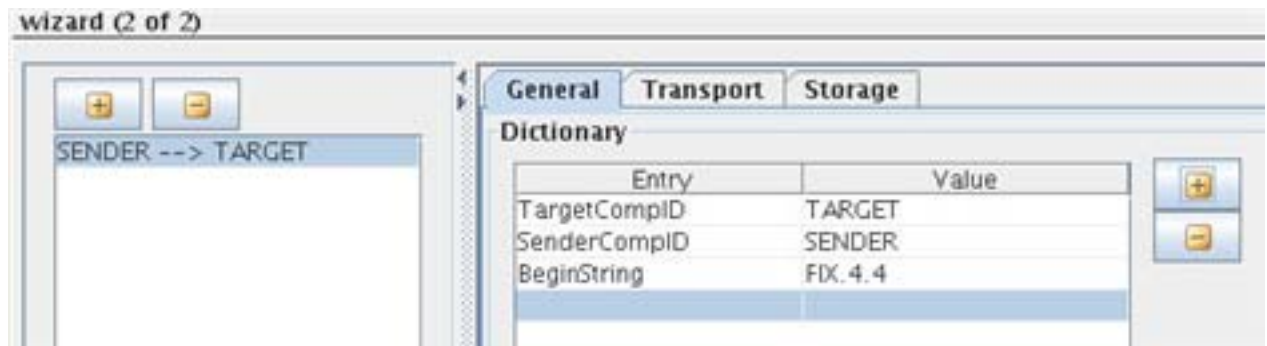 wizard (2 of 2)
SENDER --> TARGET
General Transport Storage
Dictionary
Entry Value
TargetCompID TARGET
SenderCompID SENDER
BeginString FIX.4.4